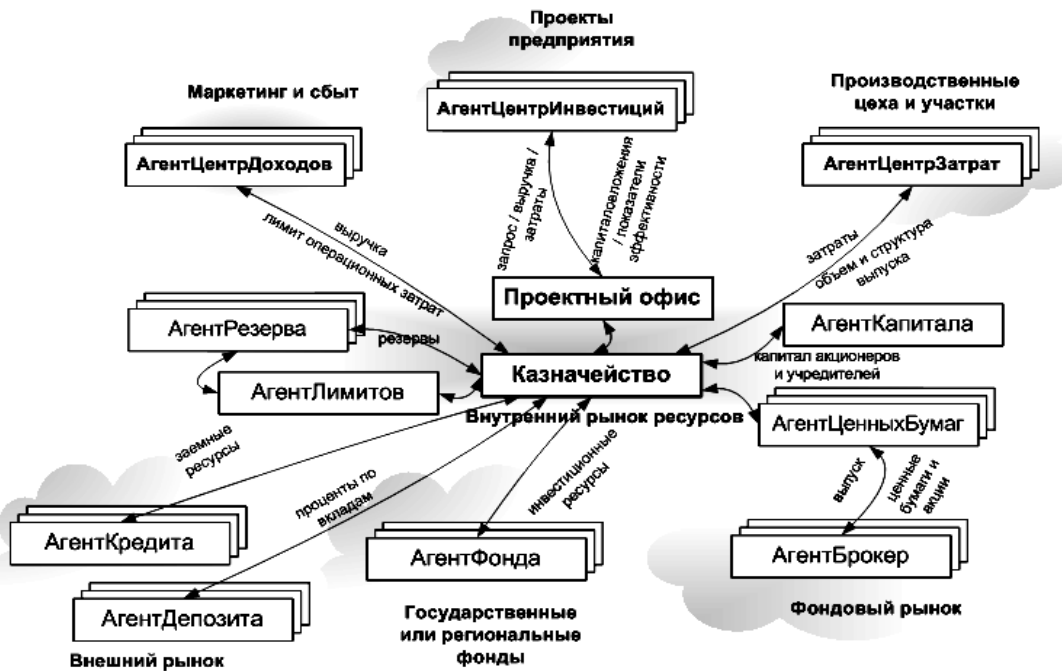 Проекты
предприятия
АгентЦентрИнвестиций
Маркетинг и сбыт
АгентЦентрДоходов
Производственные
цеха и участки
АгентЦентрЗатрат
запрос / выручка /
затраты
капиталовложения
/ показатели
эффективности
выручка
лимит операционных затрат
затраты
объем и структура
выпуска
Проектный офис
АгентРезерва
резервы
АгентЛимитов
Казначейство
Внутренний рынок ресурсов
АгентКапитала
капитал акционеров
и учредителей
АгентЦенныхБумаг
заемные
ресурсы
проценты по
вкладам
инвестиционные
ресурсы
выпуск
ценные
бумаги и
акции
АгентКредита
АгентДепозита
Внешний рынок
АгентФонда
Государственные
или региональные
фонды
АгентБрокер
Фондовый рынок